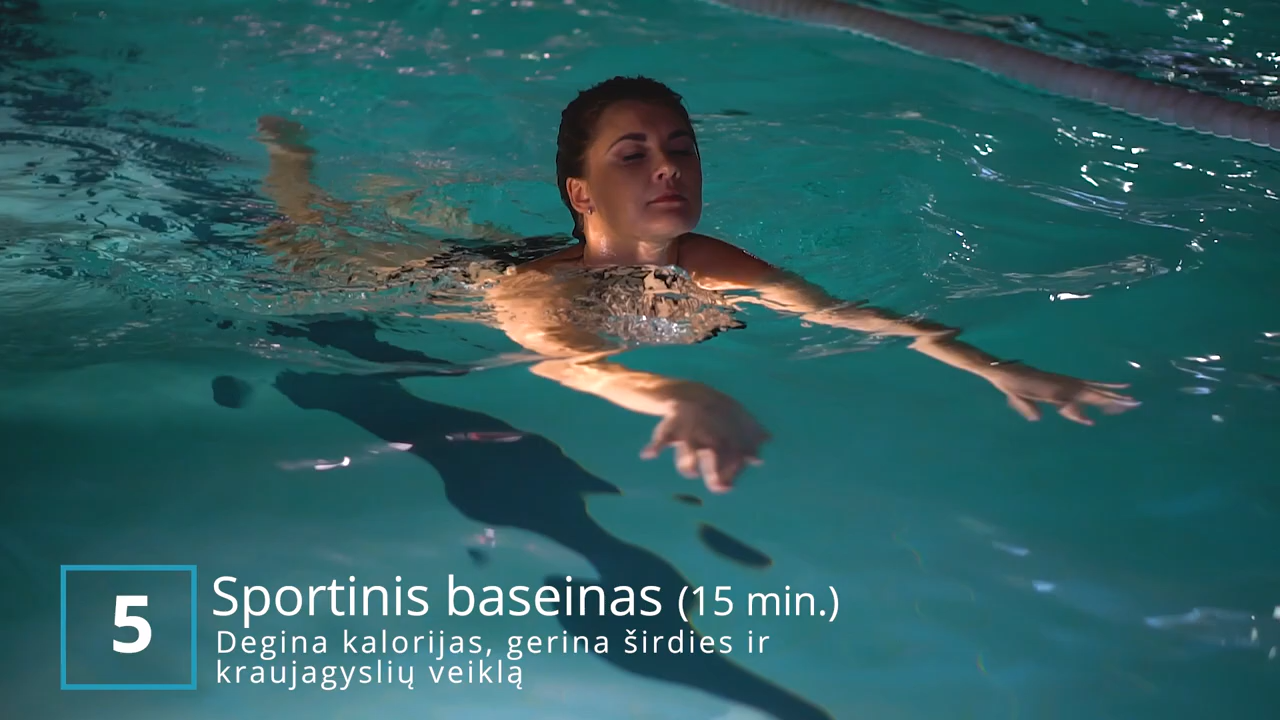 5
Sportinis baseinas (15 min.)
Degina kalorijas, gerina širdies ir
kraujagyslių veiklą